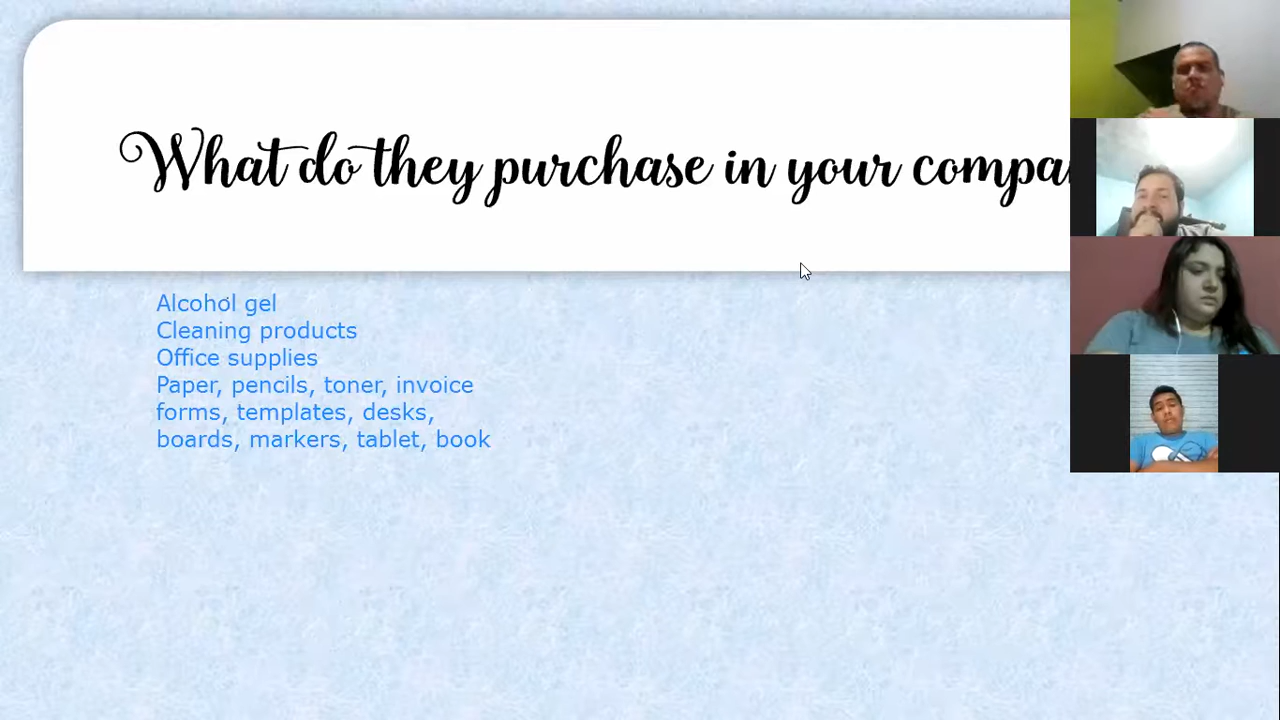 What do they purchase in your compa
Alcohol gel
Cleaning products
Office supplies
Paper, pencils, toner, invoice
forms, templates, desks,
boards, markers, tablet, book